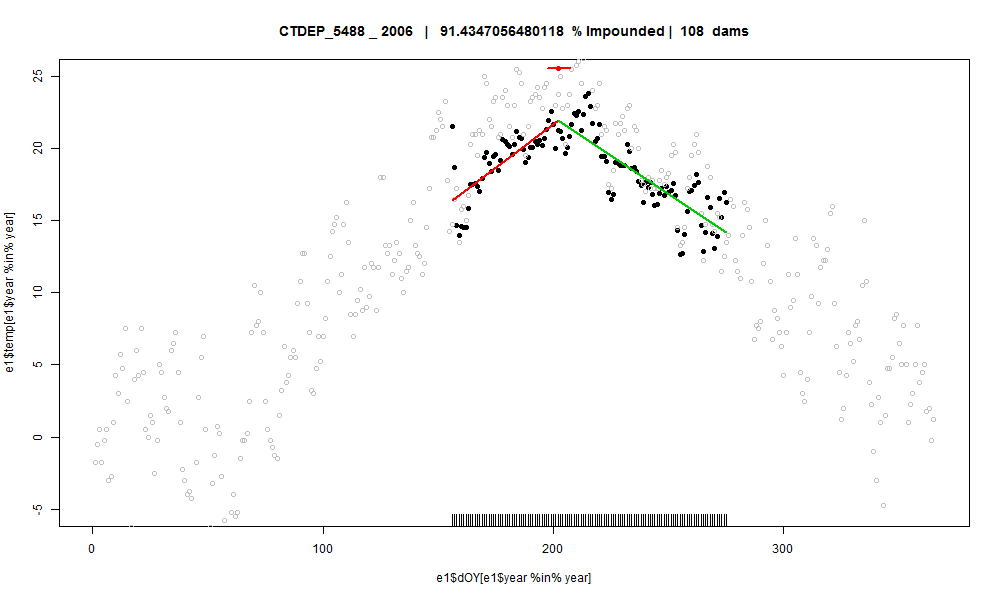 CTDEP_5488 _ 2006 | 91.4347056480118 % Impounded | 108 dams
25
20
15
10
5
0
-5
e1$temp[e1$year %in% year]
0 100 200 300
e1$dOY[e1$year %in% year]